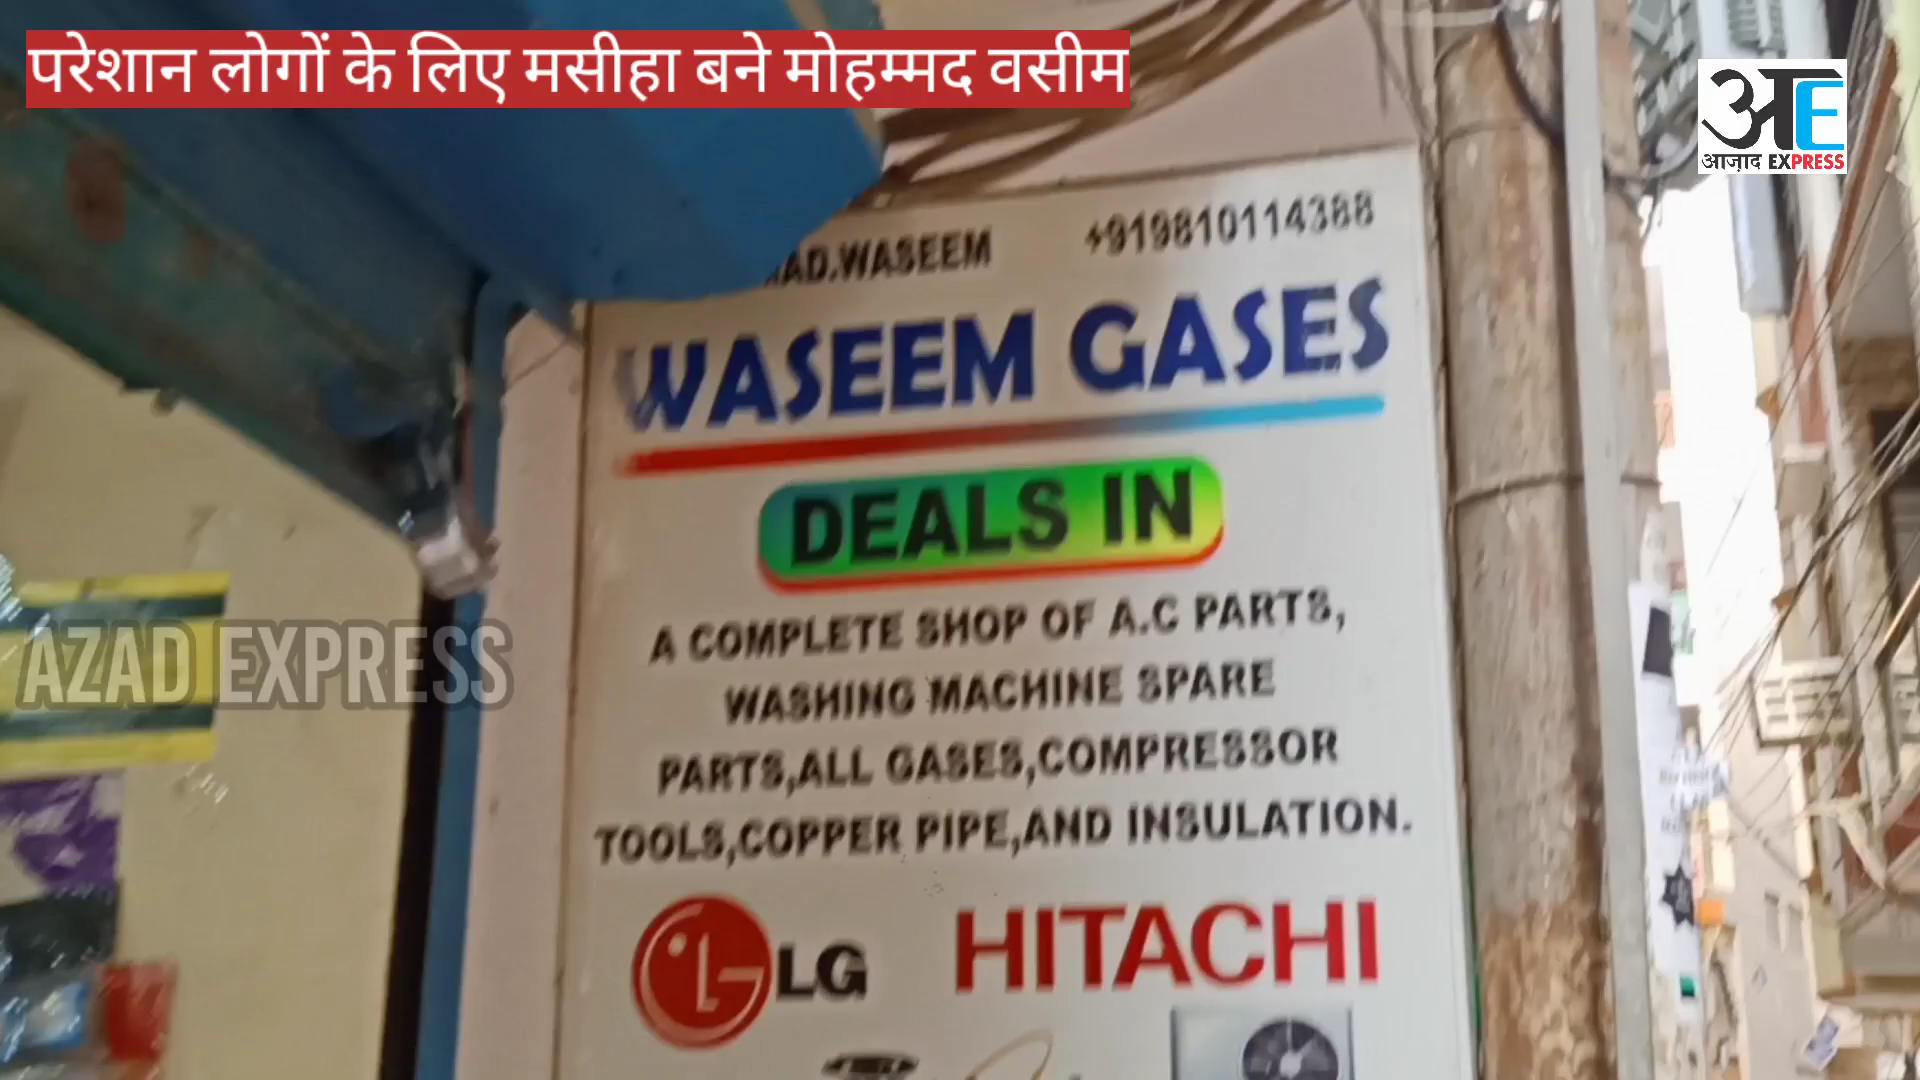 परेशान लोगों के लिए मसीहा बने मोहम्मद वसीम
अE
आज़ाद EXPRESS
AD.WASEEM +919810114388
WASEEM GASES
DEALS IN
A COMPLETE SHOP OF A.C PARTS,
WASHING MACHINE SPARE
PARTS,ALL GASES,COMPRESSOR
TOOLS,COPPER PIPE,AND INSULATION.
AZAD EXPRESS
LG HITACHI